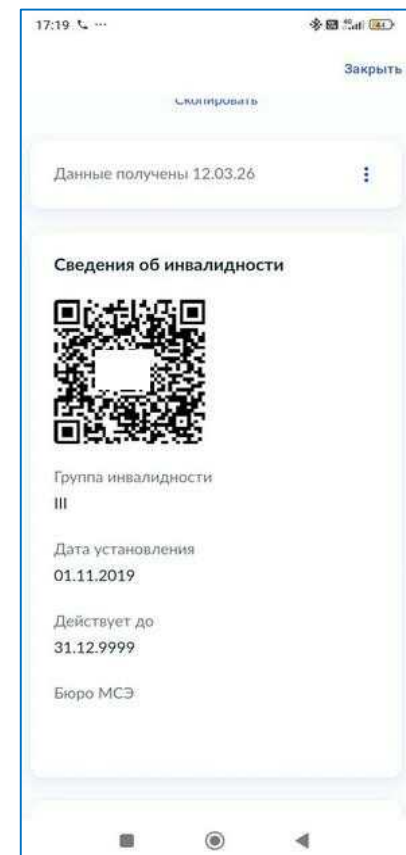 17:19
Закрыть
Скопировать
Данные получены 12.03.26
Сведения об инвалидности
Группа инвалидности
III
Дата установления
01.11.2019
Действует до
31.12.9999
Бюро МСЭ